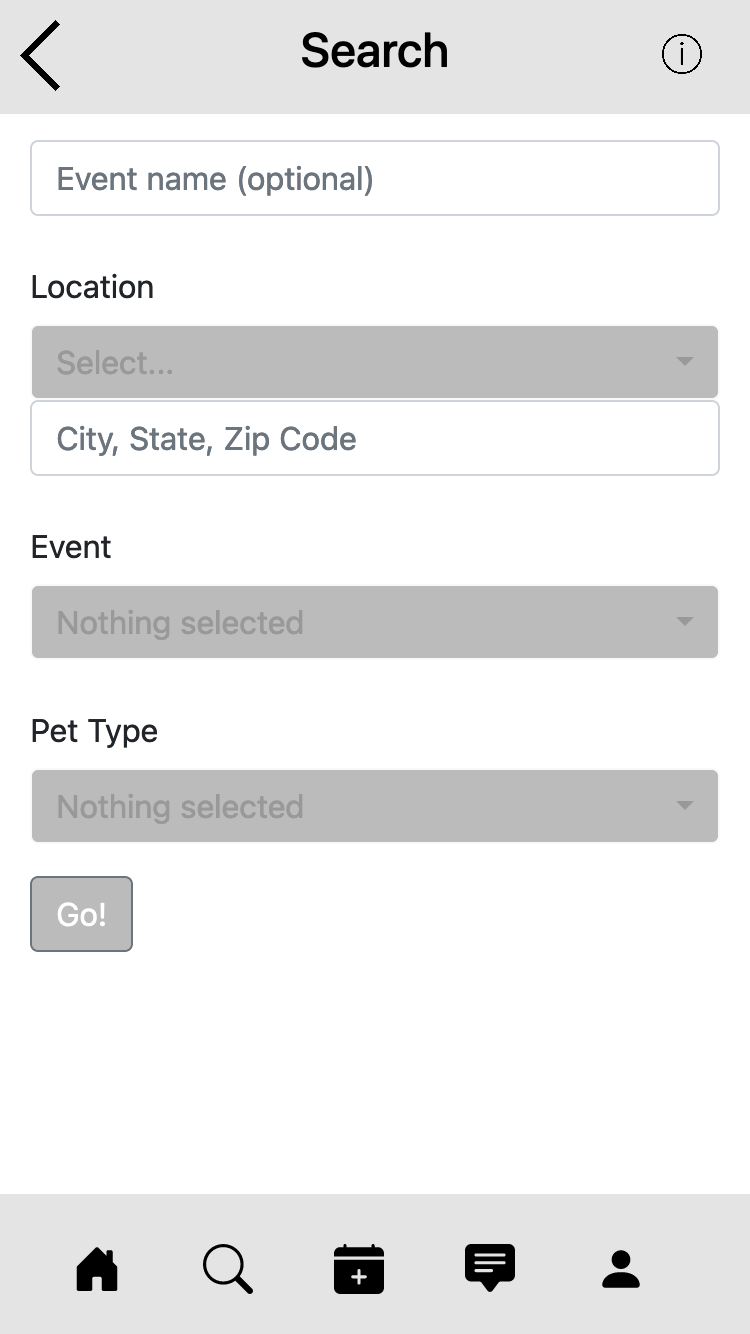 Search
Event name (optional)
Location
Select...
City, State, Zip Code
Event
Nothing selected
Pet Type
Nothing selected
Go!